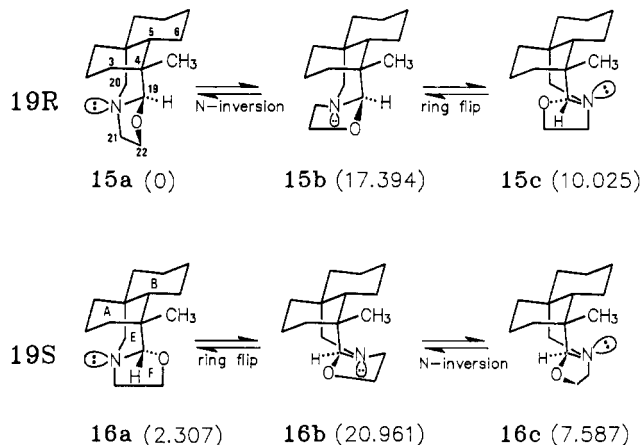 5 6
3 4 CH₃ CH₃ CH₃
20 19
19R N H N H O N
O O H
21
22
N-inversion ring flip
15a (0) 15b (17.394) 15c (10.025)
B
A CH₃ CH₃ CH₃
E
19S N O H N H N
H F O O
ring flip N-inversion
16a (2.307) 16b (20.961) 16c (7.587)